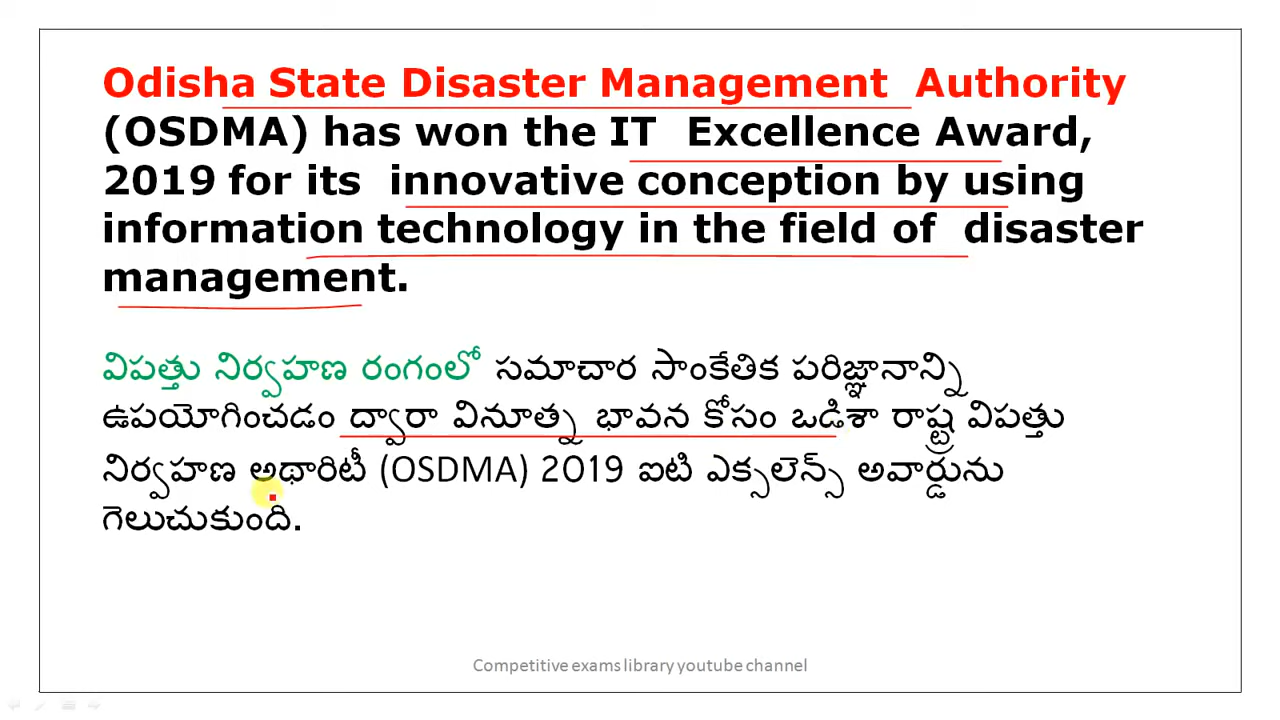 Odisha State Disaster Management Authority
(OSDMA) has won the IT Excellence Award,
2019 for its innovative conception by using
information technology in the field of disaster
management.
విపత్తు నిర్వహణ రంగంలో సమాచార సాంకేతిక పరిజ్ఞానాన్ని
ఉపయోగించడం ద్వారా వినూత్న భావన కోసం ఒడిశా రాష్ట్ర విపత్తు
నిర్వహణ అథారిటీ (OSDMA) 2019 ఐటి ఎక్సలెన్స్ అవార్డును
గెలుచుకుంది.
Competitive exams library youtube channel